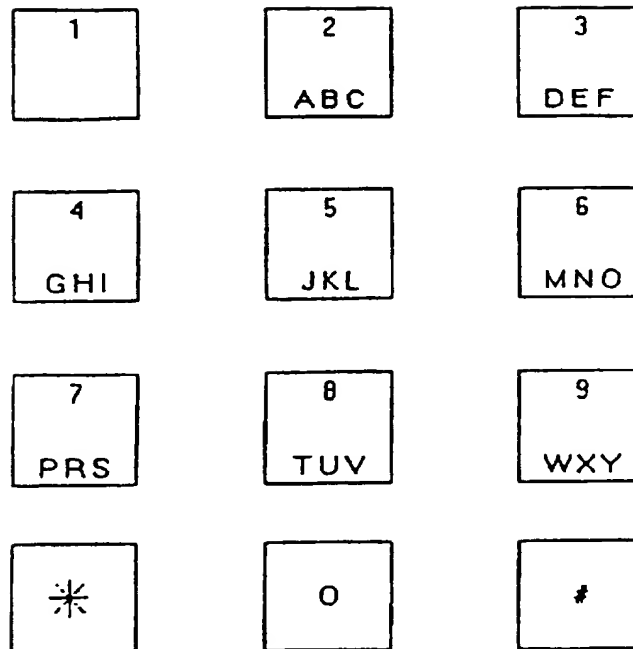 1 2 3
ABC DEF
4 5 6
GHI JKL MNO
7 8 9
PRS TUV WXY
* 0 #